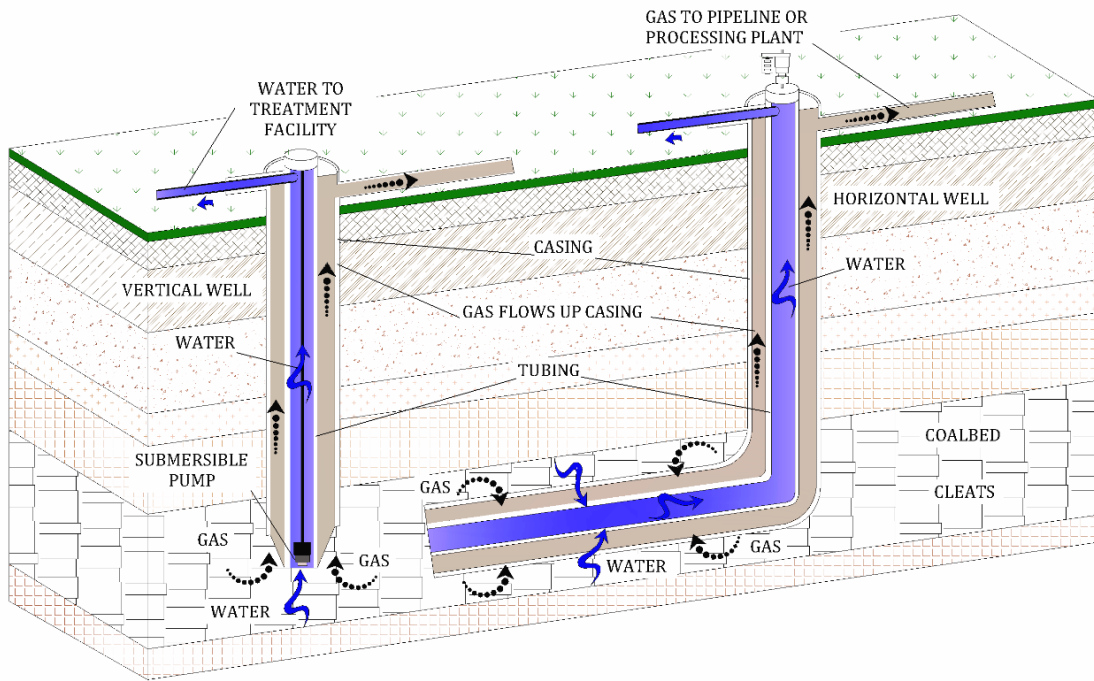 GAS TO PIPELINE OR
PROCESSING PLANT
WATER TO
TREATMENT
FACILITY
HORIZONTAL WELL
CASING
WATER
VERTICAL WELL
GAS FLOWS UP CASING
WATER
TUBING
COALBED
SUBMERSIBLE
PUMP
CLEATS
GAS
GAS
GAS
GAS
WATER
WATER